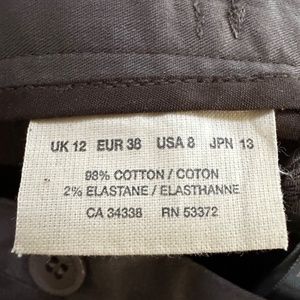 UK 12 EUR 38 USA 8 JPN 13
98% COTTON / COTON
2% ELASTANE / ELASTHANNE
CA 34338 RN 53372